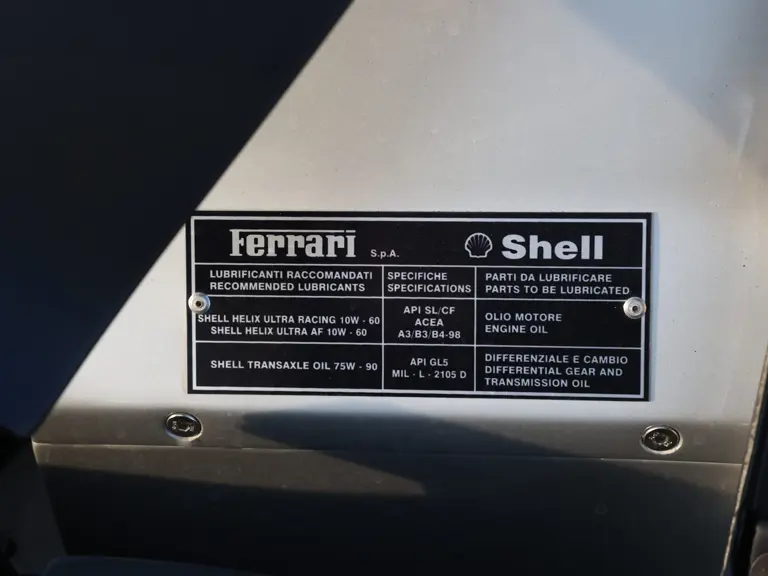 Ferrari S.p.A. Shell
LUBRIFICANTI RACCOMANDATI
RECOMMENDED LUBRICANTS
SPECIFICHE
SPECIFICATIONS
PARTI DA LUBRIFICARE
PARTS TO BE LUBRICATED
SHELL HELIX ULTRA RACING 10W - 60
SHELL HELIX ULTRA AF 10W - 60
API SL/CF
ACEA
A3/B3/B4-98
OLIO MOTORE
ENGINE OIL
SHELL TRANSAXLE OIL 75W - 90
API GL5
MIL - L - 2105 D
DIFFERENZIALE E CAMBIO
DIFFERENTIAL GEAR AND
TRANSMISSION OIL